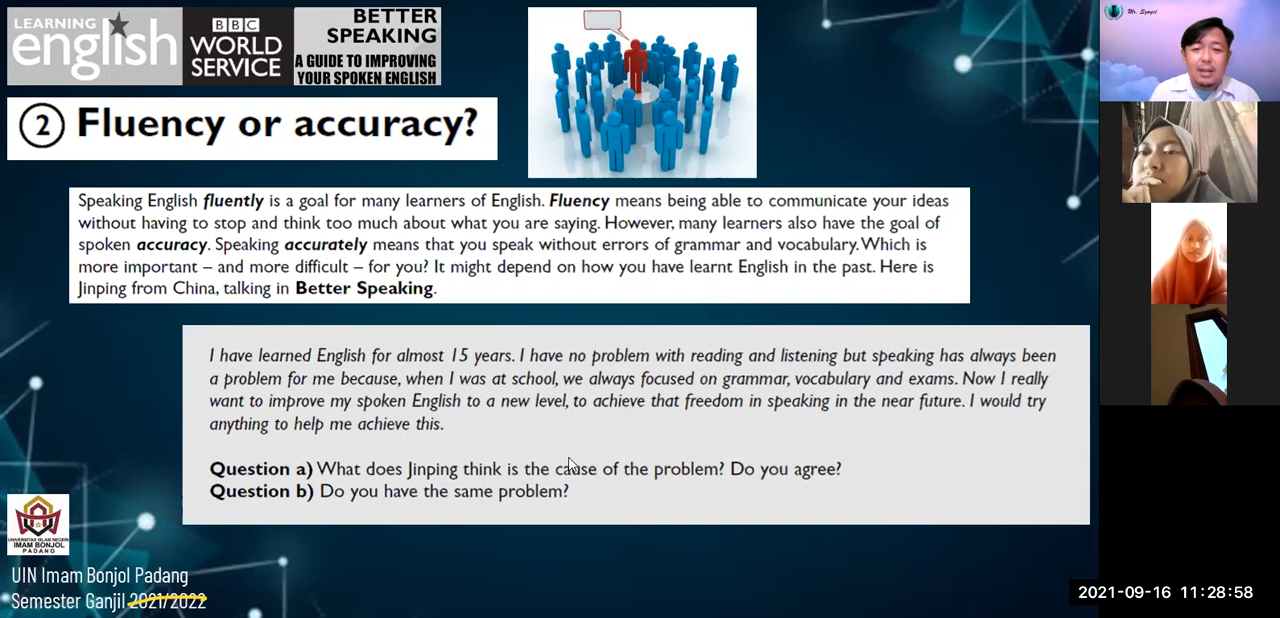 LEARNING
english
BBC
WORLD
SERVICE
BETTER
SPEAKING
A GUIDE TO IMPROVING
YOUR SPOKEN ENGLISH
2 Fluency or accuracy?
Speaking English fluently is a goal for many learners of English. Fluency means being able to communicate your ideas
without having to stop and think too much about what you are saying. However, many learners also have the goal of
spoken accuracy. Speaking accurately means that you speak without errors of grammar and vocabulary. Which is
more important – and more difficult – for you? It might depend on how you have learnt English in the past. Here is
Jinping from China, talking in Better Speaking.
I have learned English for almost 15 years. I have no problem with reading and listening but speaking has always been
a problem for me because, when I was at school, we always focused on grammar, vocabulary and exams. Now I really
want to improve my spoken English to a new level, to achieve that freedom in speaking in the near future. I would try
anything to help me achieve this.
Question a) What does Jinping think is the cause of the problem? Do you agree?
Question b) Do you have the same problem?
UNIVERSITAS ISLAM NEGERI
IMAM BONJOL
PADANG
UIN Imam Bonjol Padang
Semester Ganjil 2021/2022
Mr. Syayel
2021-09-16 11:28:58